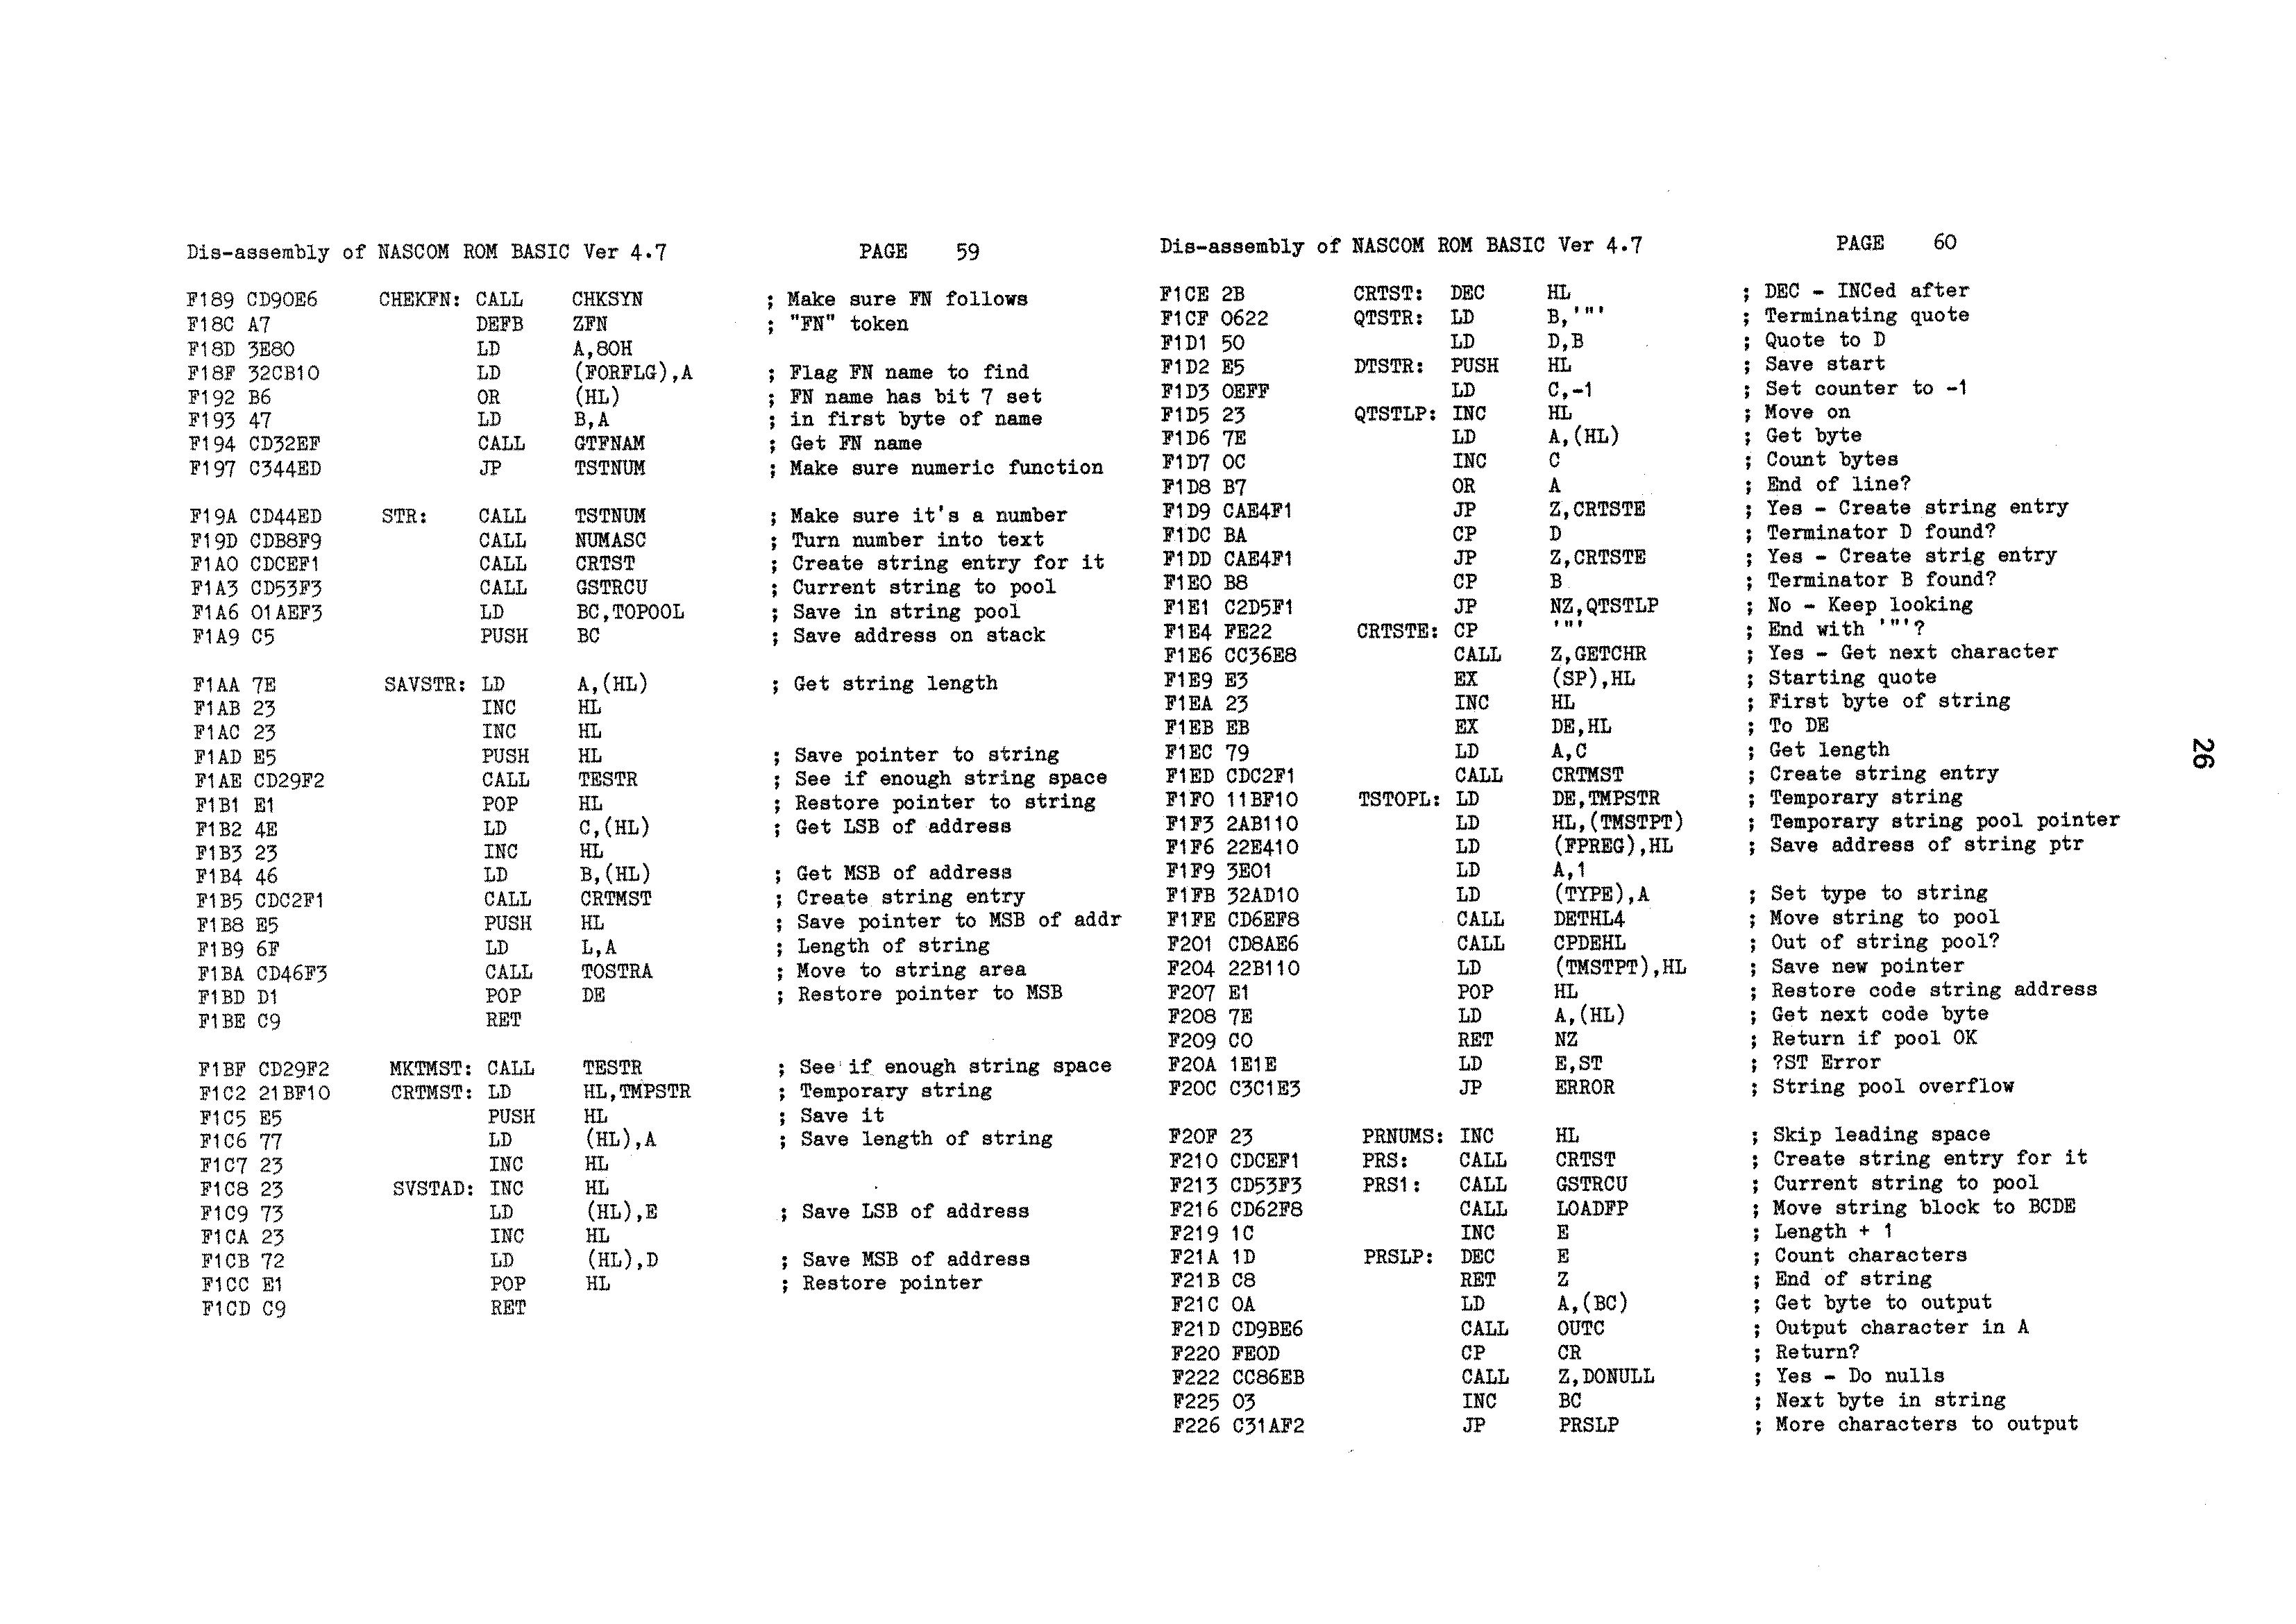 Dis-assembly of NASCOM ROM BASIC Ver 4.7 PAGE 59
F189 CD90E6 CHEKFN: CALL CHKSYN ; Make sure FN follows
F18C A7 DEFB ZFN ; "FN" token
F18D 3E80 LD A,80H
F18F 32CB10 LD (FORFLG),A ; Flag FN name to find
F192 B6 OR (HL) ; FN name has bit 7 set
F193 47 LD B,A ; in first byte of name
F194 CD32EF CALL GTFNAM ; Get FN name
F197 C344ED JP TSTNUM ; Make sure numeric function
F19A CD44ED STR: CALL TSTNUM ; Make sure it's a number
F19D CDB8F9 CALL NUMASC ; Turn number into text
F1A0 CDCEF1 CALL CRTST ; Create string entry for it
F1A3 CD53F3 CALL GSTRCU ; Current string to pool
F1A6 01AEF3 LD BC,TOPOOL ; Save in string pool
F1A9 C5 PUSH BC ; Save address on stack
F1AA 7E SAVSTR: LD A,(HL) ; Get string length
F1AB 23 INC HL
F1AC 23 INC HL
F1AD E5 PUSH HL ; Save pointer to string
F1AE CD29F2 CALL TESTR ; See if enough string space
F1B1 E1 POP HL ; Restore pointer to string
F1B2 4E LD C,(HL) ; Get LSB of address
F1B3 23 INC HL
F1B4 46 LD B,(HL) ; Get MSB of address
F1B5 CDC2F1 CALL CRTMST ; Create string entry
F1B8 E5 PUSH HL ; Save pointer to MSB of addr
F1B9 6F LD L,A ; Length of string
F1BA CD46F3 CALL TOSTRA ; Move to string area
F1BD D1 POP DE ; Restore pointer to MSB
F1BE C9 RET
F1BF CD29F2 MKTMST: CALL TESTR ; See if enough string space
F1C2 21BF10 CRTMST: LD HL,TMPSTR ; Temporary string
F1C5 E5 PUSH HL ; Save it
F1C6 77 LD (HL),A ; Save length of string
F1C7 23 INC HL
F1C8 23 SVSTAD: INC HL
F1C9 73 LD (HL),E ; Save LSB of address
F1CA 23 INC HL
F1CB 72 LD (HL),D ; Save MSB of address
F1CC E1 POP HL ; Restore pointer
F1CD C9 RET
Dis-assembly of NASCOM ROM BASIC Ver 4.7 PAGE 60
F1CE 2B CRTST: DEC HL ; DEC - INCed after
F1CF 0622 QTSTR: LD B,'"' ; Terminating quote
F1D1 50 LD D,B ; Quote to D
F1D2 E5 DTSTR: PUSH HL ; Save start
F1D3 0EFF LD C,-1 ; Set counter to -1
F1D5 23 QTSTLP: INC HL ; Move on
F1D6 7E LD A,(HL) ; Get byte
F1D7 0C INC C ; Count bytes
F1D8 B7 OR A ; End of line?
F1D9 CAE4F1 JP Z,CRTSTE ; Yes - Create string entry
F1DC BA CP D ; Terminator D found?
F1DD CAE4F1 JP Z,CRTSTE ; Yes - Create strig entry
F1E0 B8 CP B ; Terminator B found?
F1E1 C2D5F1 JP NZ,QTSTLP ; No - Keep looking
F1E4 FE22 CRTSTE: CP '"' ; End with '"'?
F1E6 CC36E8 CALL Z,GETCHR ; Yes - Get next character
F1E9 E3 EX (SP),HL ; Starting quote
F1EA 23 INC HL ; First byte of string
F1EB EB EX DE,HL ; To DE
F1EC 79 LD A,C ; Get length
F1ED CDC2F1 CALL CRTMST ; Create string entry
F1F0 11BF10 TSTOPL: LD DE,TMPSTR ; Temporary string
F1F3 2AB110 LD HL,(TMSTPT) ; Temporary string pool pointer
F1F6 22E410 LD (FPREG),HL ; Save address of string ptr
F1F9 3E01 LD A,1
F1FB 32AD10 LD (TYPE),A ; Set type to string
F1FE CD6EF8 CALL DETHL4 ; Move string to pool
F201 CD8AE6 CALL CPDEHL ; Out of string pool?
F204 22B110 LD (TMSTPT),HL ; Save new pointer
F207 E1 POP HL ; Restore code string address
F208 7E LD A,(HL) ; Get next code byte
F209 C0 RET NZ ; Return if pool OK
F20A 1E1E LD E,ST ; ?ST Error
F20C C3C1E3 JP ERROR ; String pool overflow
F20F 23 PRNUMS: INC HL ; Skip leading space
F210 CDCEF1 PRS: CALL CRTST ; Create string entry for it
F213 CD53F3 PRS1: CALL GSTRCU ; Current string to pool
F216 CD62F8 CALL LOADFP ; Move string block to BCDE
F219 1C INC E ; Length + 1
F21A 1D PRSLP: DEC E ; Count characters
F21B C8 RET Z ; End of string
F21C 0A LD A,(BC) ; Get byte to output
F21D CD9BE6 CALL OUTC ; Output character in A
F220 FE0D CP CR ; Return?
F222 CC86EB CALL Z,DONULL ; Yes - Do nulls
F225 03 INC BC ; Next byte in string
F226 C31AF2 JP PRSLP ; More characters to output
26